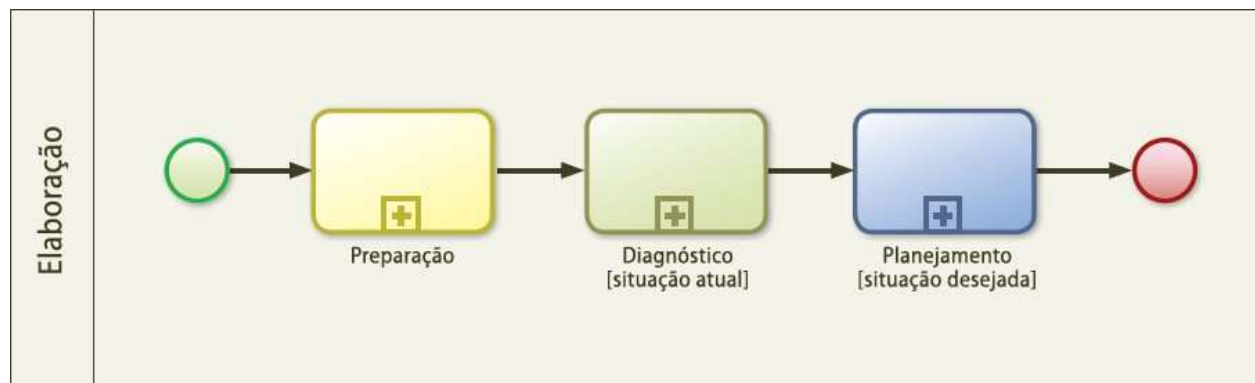 Elaboração
Preparação
Diagnóstico
[situação atual]
Planejamento
[situação desejada]